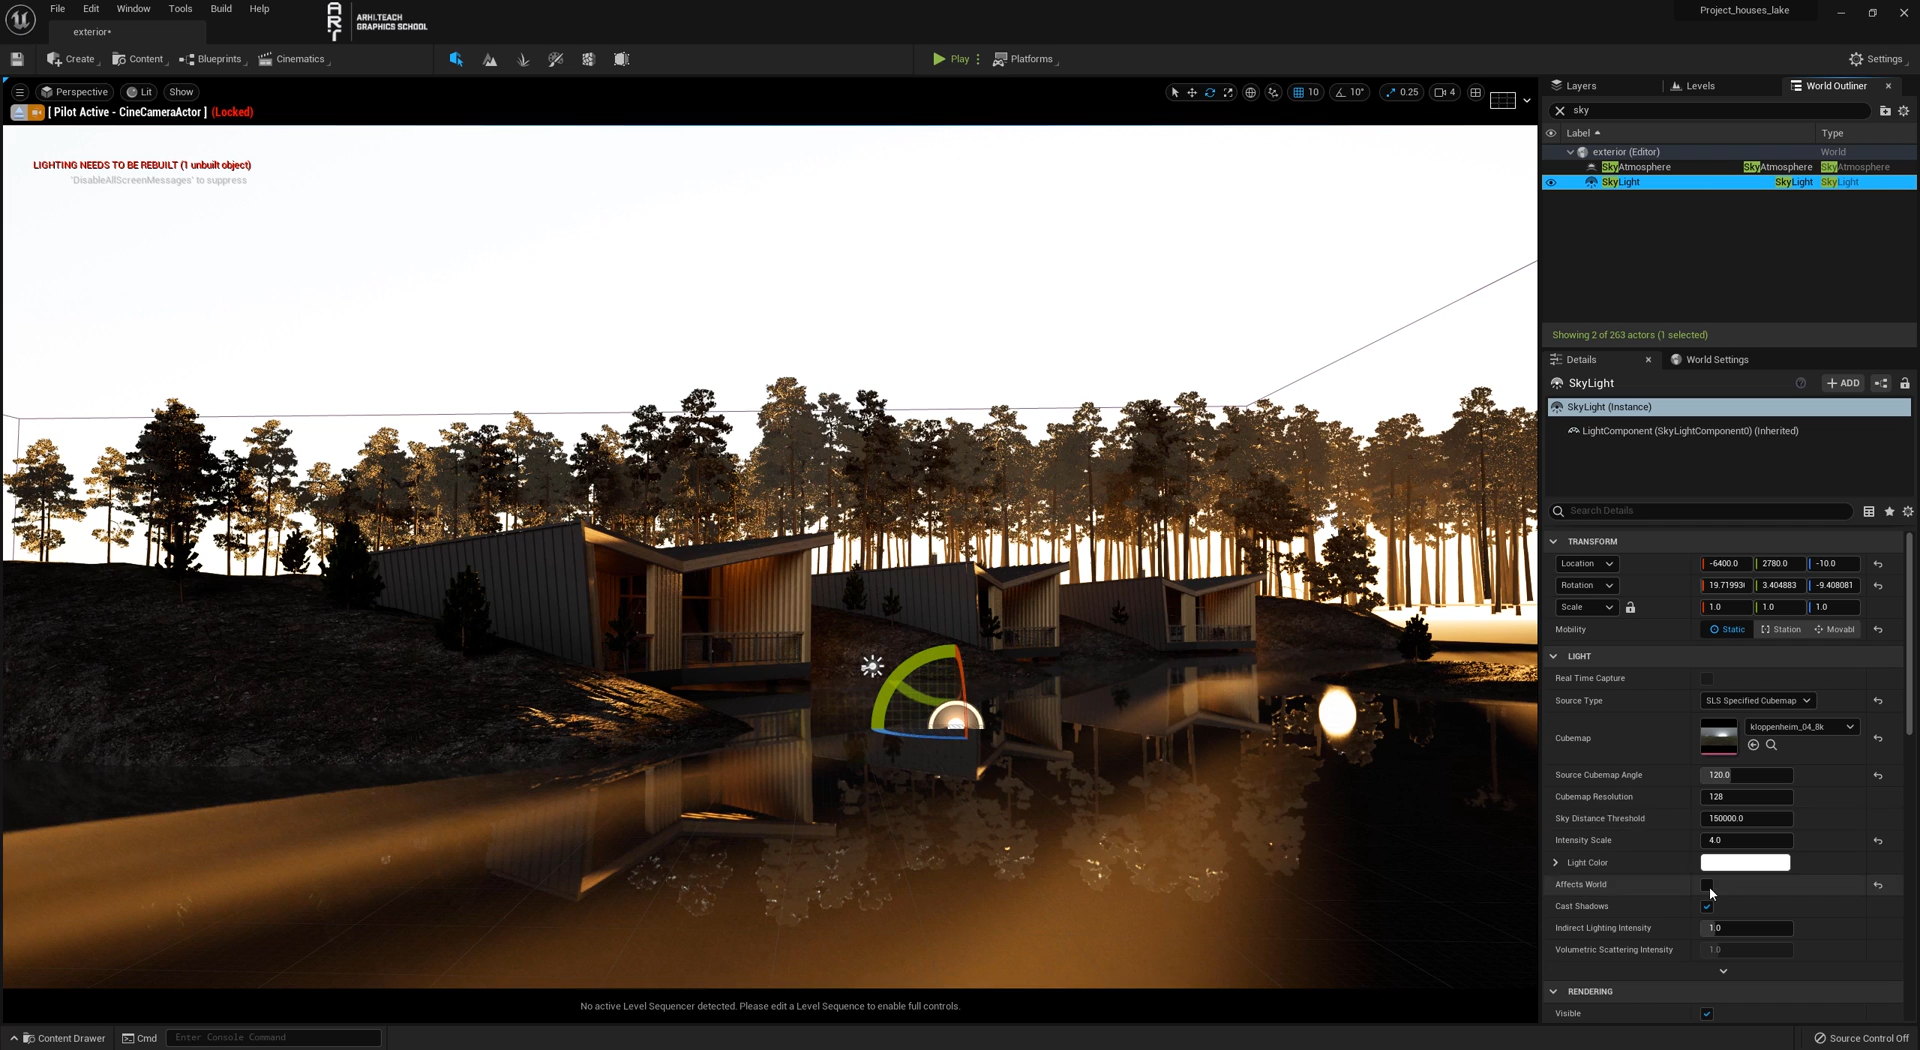 File Edit Window Tools Build Help
ARHI.TEACH
GRAPHICS SCHOOL
Project_houses_lake
exterior•
Create Content Blueprints Cinematics Play Platforms Settings
Perspective Lit Show 10 10° 0.25 4
[ Pilot Active - CineCameraActor ] (Locked)
LIGHTING NEEDS TO BE REBUILT (1 unbuilt object)
'DisableAllScreenMessages' to suppress
No active Level Sequencer detected. Please edit a Level Sequence to enable full controls.
Layers Levels World Outliner
sky
Label Type
exterior (Editor) World
SkyAtmosphere SkyAtmosphere SkyAtmosphere
SkyLight SkyLight SkyLight
Showing 2 of 263 actors (1 selected)
Details World Settings
SkyLight + ADD
SkyLight (Instance)
LightComponent (SkyLightComponent0) (Inherited)
Search Details
TRANSFORM
Location -6400.0 2780.0 -10.0
Rotation 19.71993 3.404883 -9.408081
Scale 1.0 1.0 1.0
Mobility Static Station Movabl
LIGHT
Real Time Capture
Source Type SLS Specified Cubemap
Cubemap kloppenheim_04_8k
Source Cubemap Angle 120.0
Cubemap Resolution 128
Sky Distance Threshold 150000.0
Intensity Scale 4.0
Light Color
Affects World
Cast Shadows
Indirect Lighting Intensity 1.0
Volumetric Scattering Intensity 1.0
RENDERING
Visible
Content Drawer Cmd Enter Console Command Source Control Off